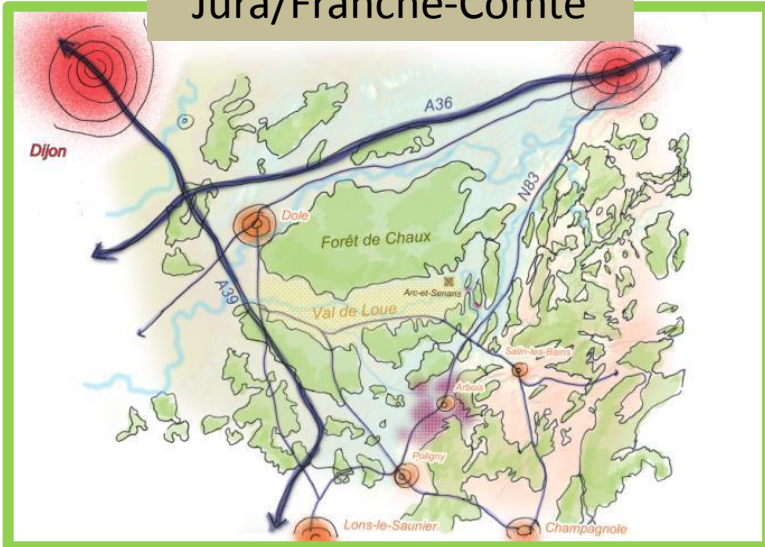 Jura/Franche-Comté
A36
Dijon
N83
Dole
Forêt de Chaux
A39
Arc-et-Senans
Val de Loue
Salin-les-Bains
Arbois
Poligny
Lons-le-Saunier
Champagnole